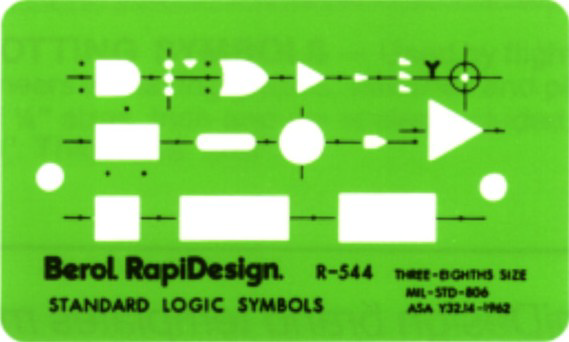 Berol RapiDesign. R-544 THREE-EIGHTHS SIZE
MIL-STD-806
STANDARD LOGIC SYMBOLS ASA Y32.14-1962